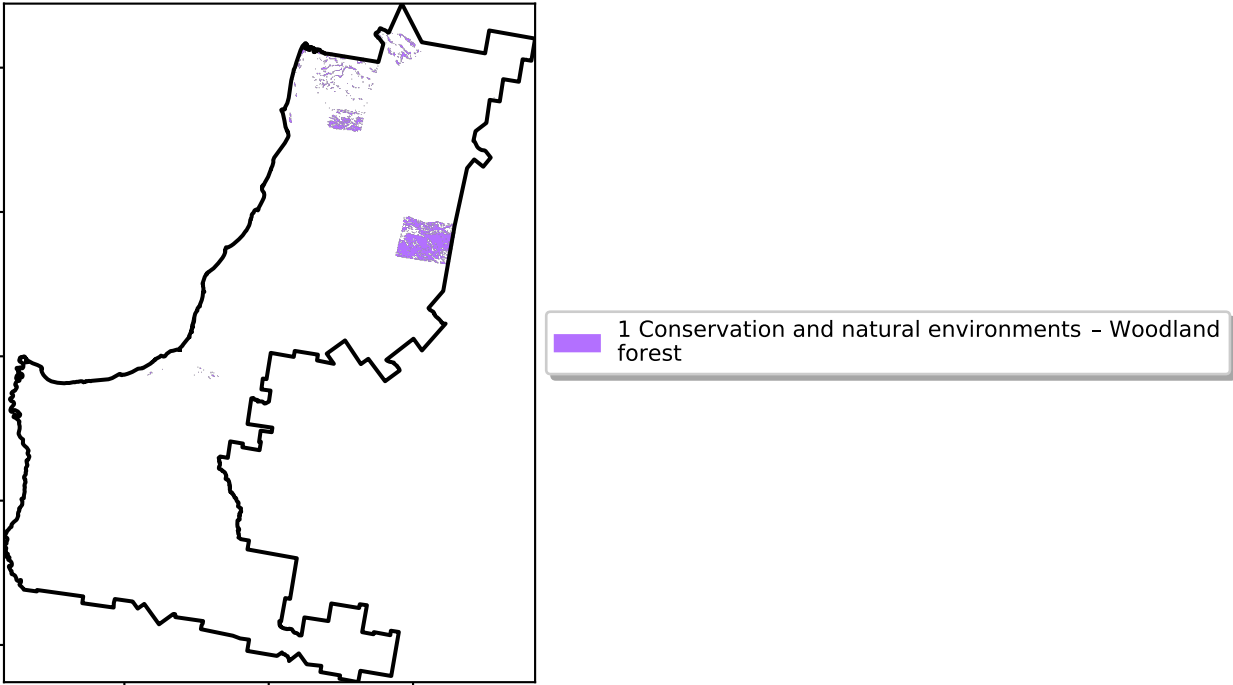 1 Conservation and natural environments – Woodland
forest